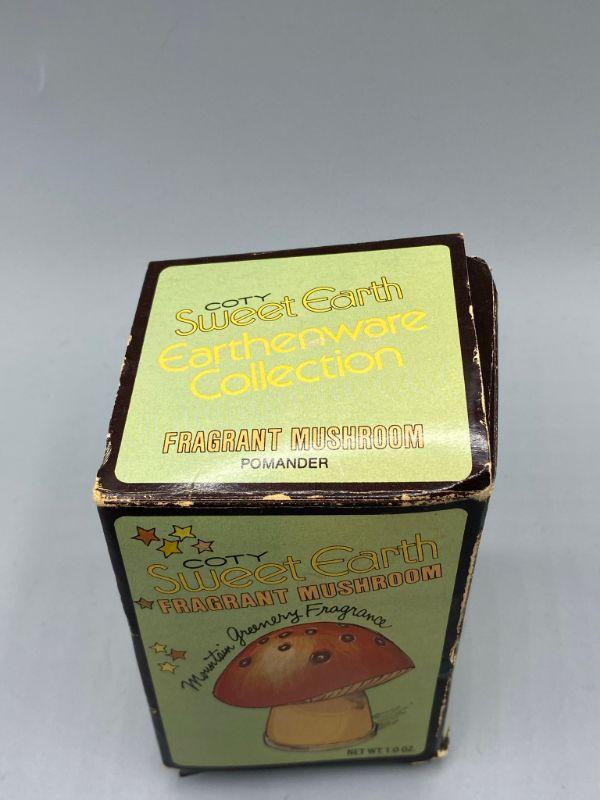 COTY
Sweet Earth
Earthenware
Collection
FRAGRANT MUSHROOM
POMANDER
COTY
Sweet Earth
FRAGRANT MUSHROOM
Mountain Greenery Fragrance
NET WT 1.0 OZ.